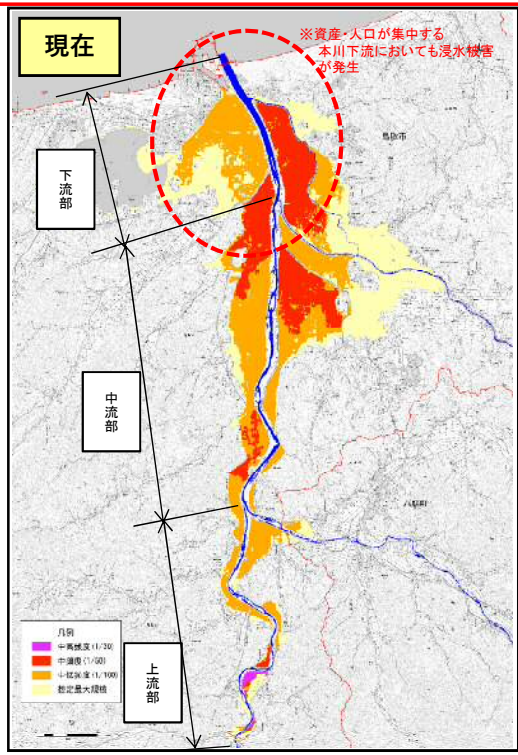 現在
※資産・人口が集中する
本川下流においても浸水被害
が発生
鳥取市
下流部
中流部
八頭町
上流部
凡例
中高頻度(1/30)
中頻度(1/50)
中低頻度(1/100)
想定最大規模